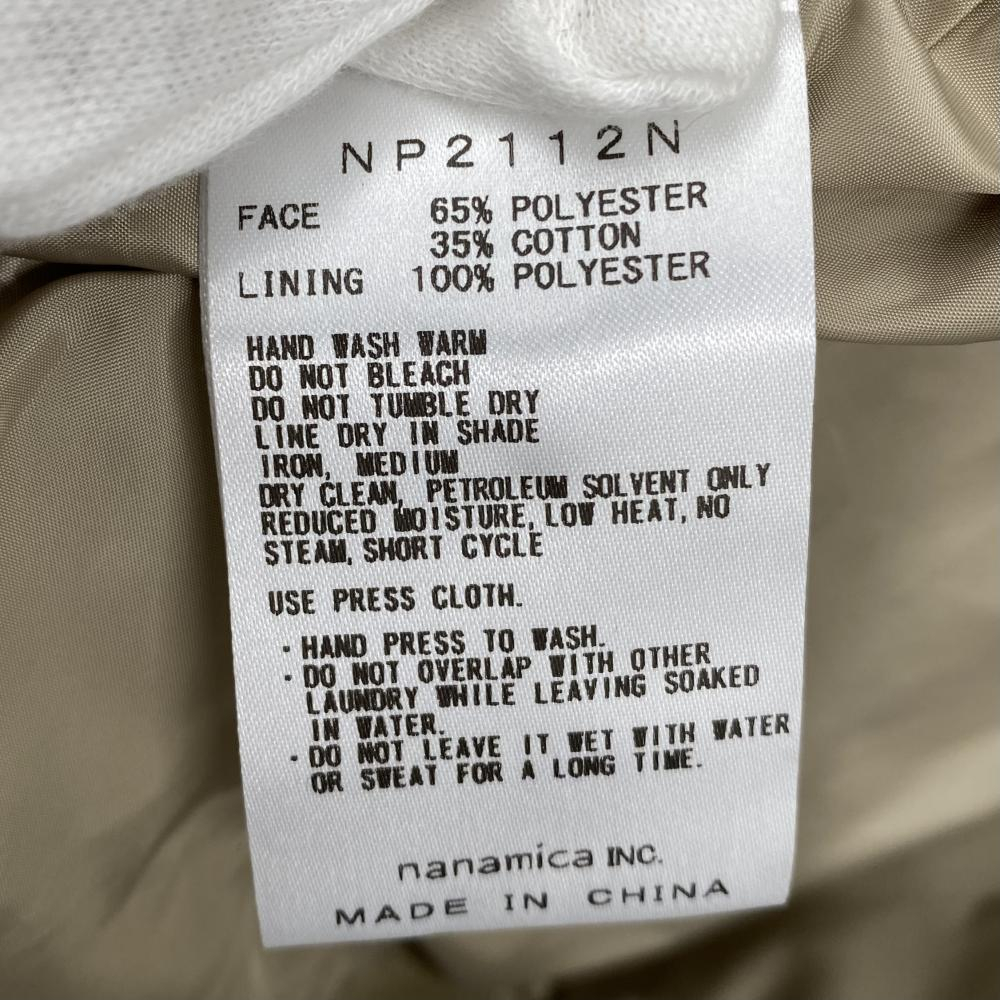 NP2112N
FACE 65% POLYESTER
35% COTTON
LINING 100% POLYESTER
HAND WASH WARM
DO NOT BLEACH
DO NOT TUMBLE DRY
LINE DRY IN SHADE
IRON, MEDIUM
DRY CLEAN, PETROLEUM SOLVENT ONLY
REDUCED MOISTURE, LOW HEAT, NO
STEAM, SHORT CYCLE
USE PRESS CLOTH.
・HAND PRESS TO WASH.
・DO NOT OVERLAP WITH OTHER
LAUNDRY WHILE LEAVING SOAKED
IN WATER.
・DO NOT LEAVE IT WET WITH WATER
OR SWEAT FOR A LONG TIME.
nanamica INC.
MADE IN CHINA